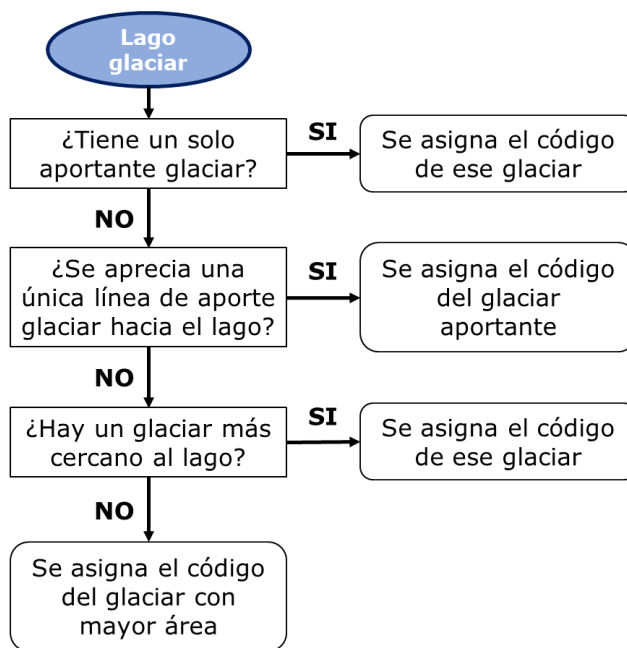 Lago
glaciar
¿Tiene un solo
aportante glaciar?
SI
Se asigna el código
de ese glaciar
NO
¿Se aprecia una
única línea de aporte
glaciar hacia el lago?
SI
Se asigna el código
del glaciar
aportante
NO
¿Hay un glaciar más
cercano al lago?
SI
Se asigna el código
de ese glaciar
NO
Se asigna el código
del glaciar con
mayor área